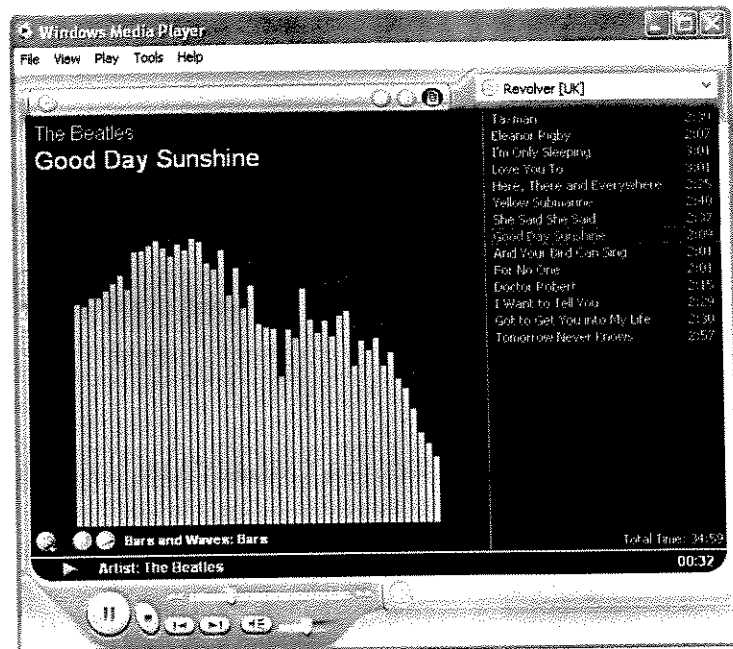 Windows Media Player
File View Play Tools Help
Revolver [UK]
The Beatles
Good Day Sunshine
Taxman 2:39
Eleanor Rigby 2:07
I'm Only Sleeping 3:01
Love You To 3:01
Here, There and Everywhere 2:25
Yellow Submarine 2:40
She Said She Said 2:37
Good Day Sunshine 2:09
And Your Bird Can Sing 2:01
For No One 2:01
Doctor Robert 2:15
I Want to Tell You 2:29
Got to Get You into My Life 2:30
Tomorrow Never Knows 2:57
Bars and Waves: Bars
Total Time: 34:59
Artist: The Beatles
00:32